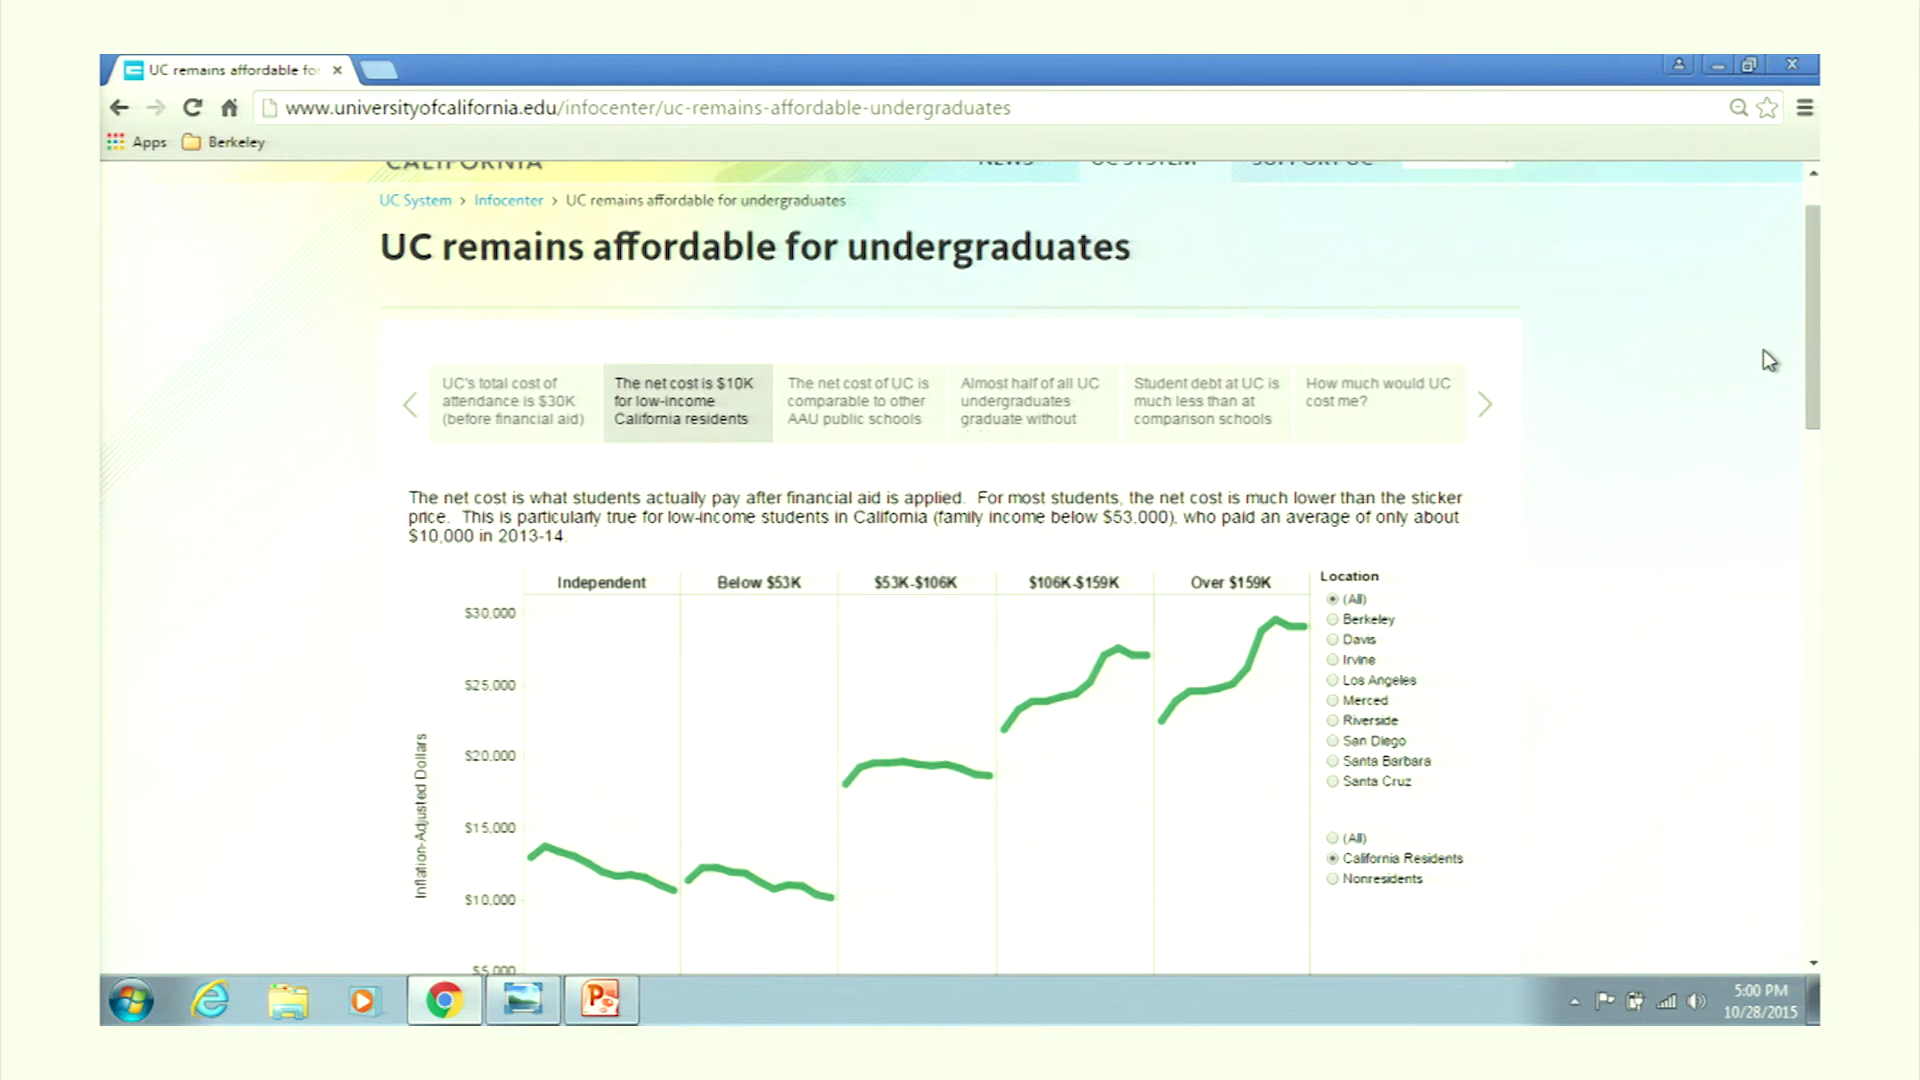 UC remains affordable for
www.universityofcalifornia.edu/infocenter/uc-remains-affordable-undergraduates
Apps Berkeley
CALIFORNIA NEWS UC SYSTEM SUPPORT UC
UC System > Infocenter > UC remains affordable for undergraduates
UC remains affordable for undergraduates
UC's total cost of
attendance is $30K
(before financial aid)
The net cost is $10K
for low-income
California residents
The net cost of UC is
comparable to other
AAU public schools
Almost half of all UC
undergraduates
graduate without
Student debt at UC is
much less than at
comparison schools
How much would UC
cost me?
The net cost is what students actually pay after financial aid is applied. For most students, the net cost is much lower than the sticker
price. This is particularly true for low-income students in California (family income below $53,000), who paid an average of only about
$10,000 in 2013-14.
Independent Below $53K $53K-$106K $106K-$159K Over $159K
Inflation-Adjusted Dollars
$30,000
$25,000
$20,000
$15,000
$10,000
$5,000
Location
(All)
Berkeley
Davis
Irvine
Los Angeles
Merced
Riverside
San Diego
Santa Barbara
Santa Cruz
(All)
California Residents
Nonresidents
5:00 PM
10/28/2015